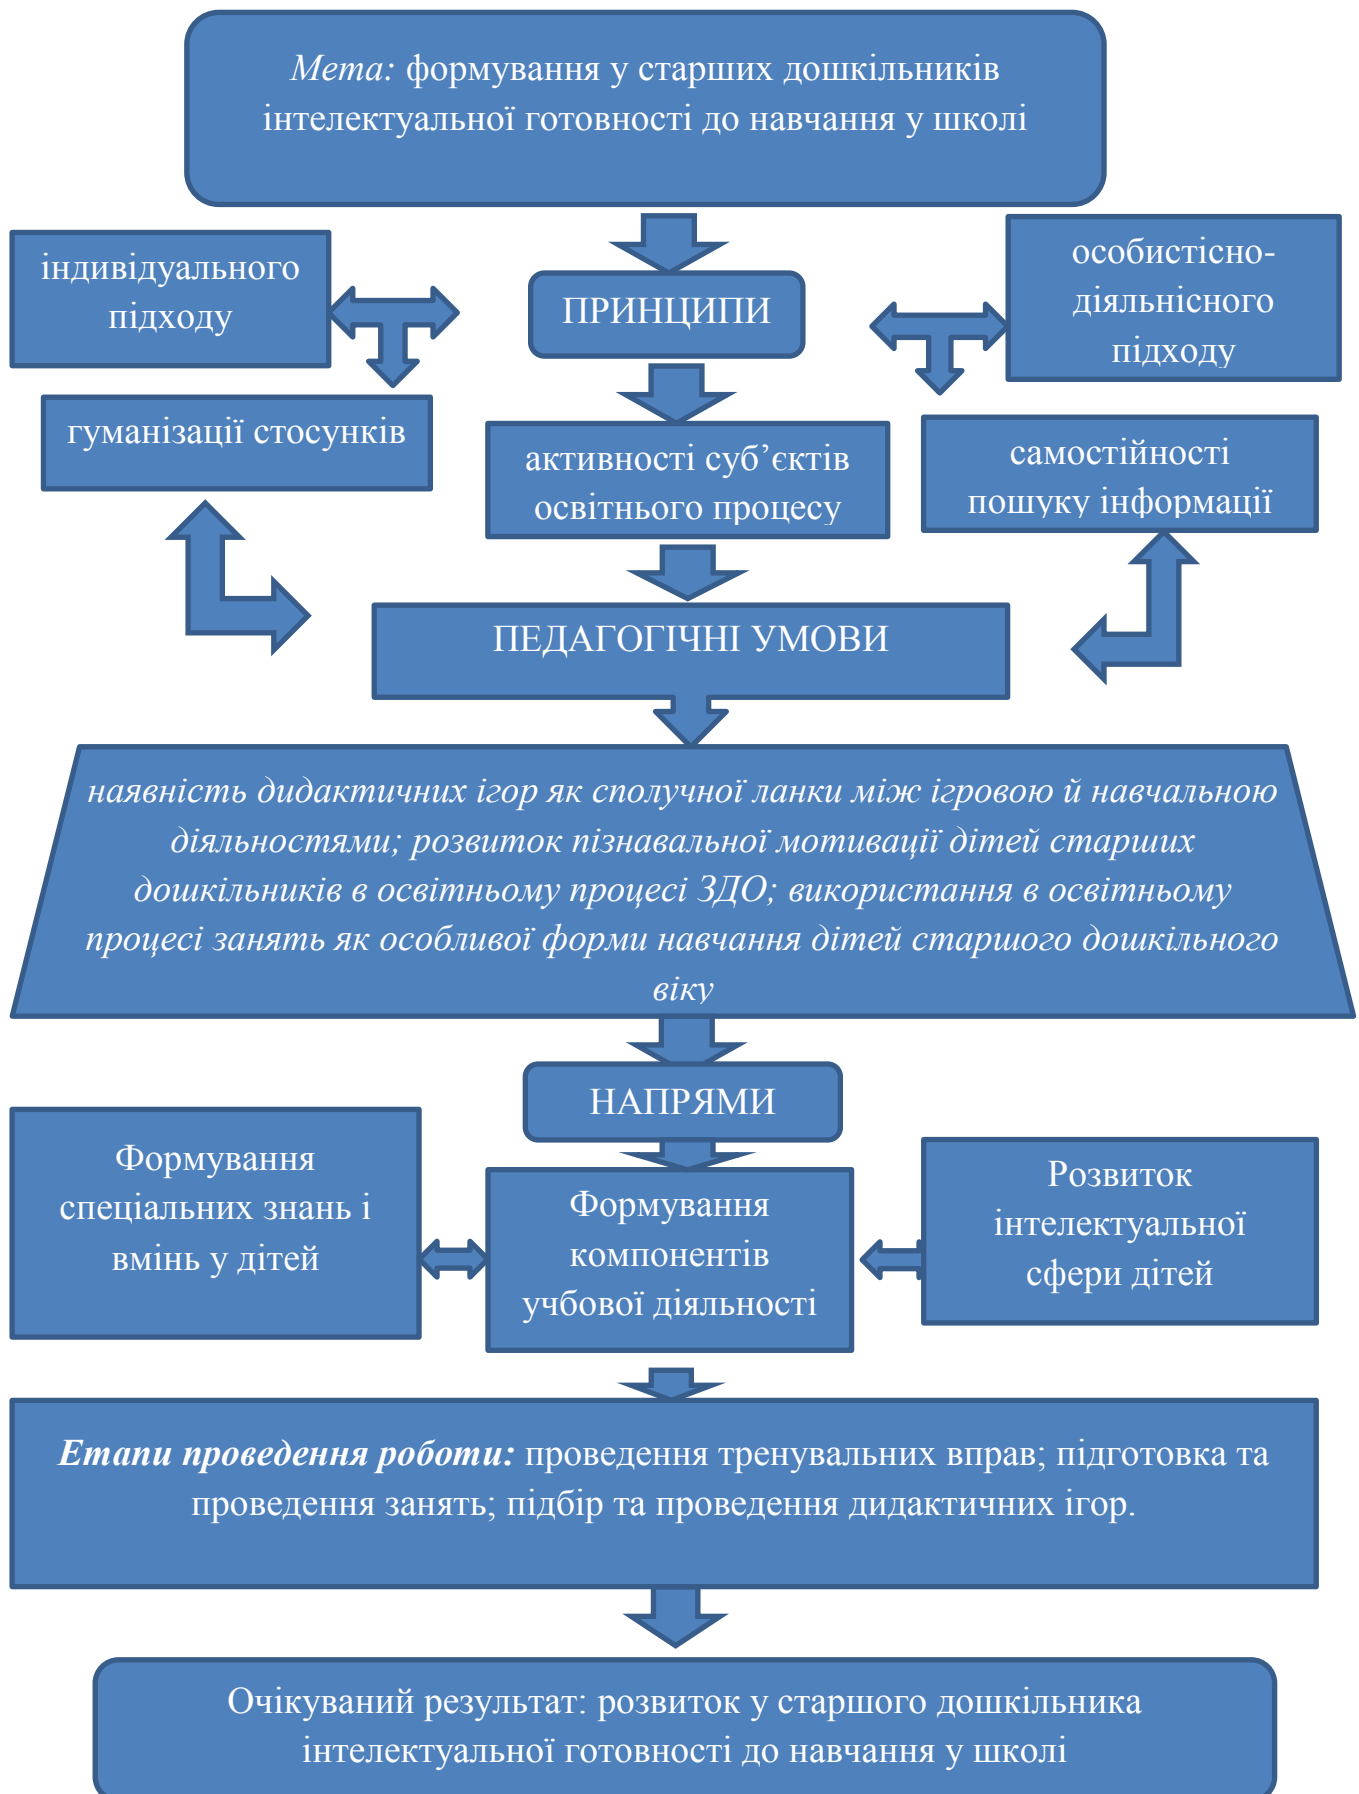 Мета: формування у старших дошкільників
інтелектуальної готовності до навчання у школі
індивідуального
підходу
ПРИНЦИПИ
особистісно-
діяльнісного
підходу
гуманізації стосунків
активності суб’єктів
освітнього процесу
самостійності
пошуку інформації
ПЕДАГОГІЧНІ УМОВИ
наявність дидактичних ігор як сполучної ланки між ігровою й навчальною
діяльностями; розвиток пізнавальної мотивації дітей старших
дошкільників в освітньому процесі ЗДО; використання в освітньому
процесі занять як особливої форми навчання дітей старшого дошкільного
віку
НАПРЯМИ
Формування
спеціальних знань і
вмінь у дітей
Формування
компонентів
учбової діяльності
Розвиток
інтелектуальної
сфери дітей
Етапи проведення роботи: проведення тренувальних вправ; підготовка та
проведення занять; підбір та проведення дидактичних ігор.
Очікуваний результат: розвиток у старшого дошкільника
інтелектуальної готовності до навчання у школі